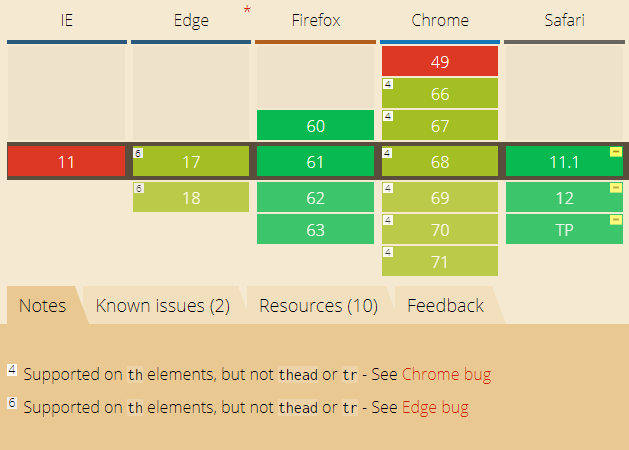 IE Edge * Firefox Chrome Safari
49
4 66
60 4 67
11 6 17 61 4 68 11.1 -
6 18 62 4 69 12 -
63 4 70 TP -
4 71
Notes Known issues (2) Resources (10) Feedback
4 Supported on th elements, but not thead or tr - See Chrome bug
6 Supported on th elements, but not thead or tr - See Edge bug